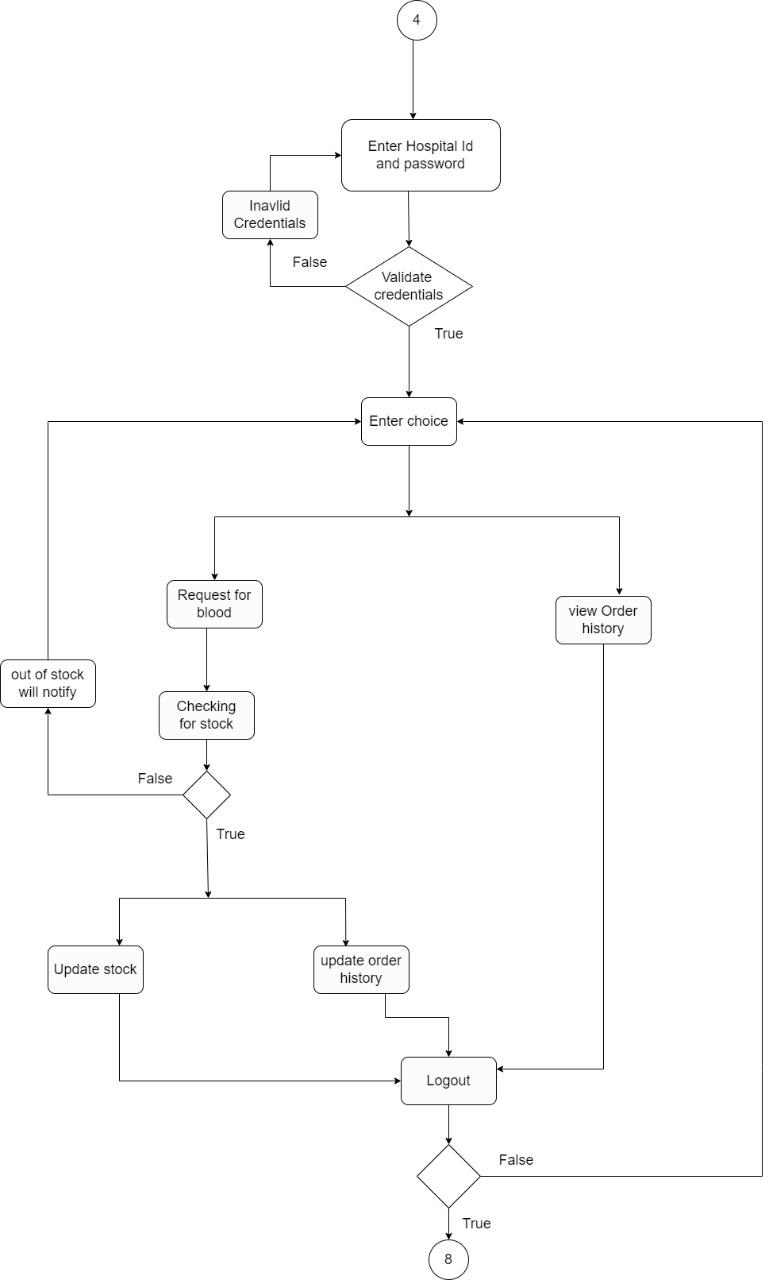 4
Enter Hospital Id
and password
Inavlid
Credentials
False
Validate
credentials
True
Enter choice
Request for
blood
view Order
history
out of stock
will notify
Checking
for stock
False
True
Update stock
update order
history
Logout
False
True
8